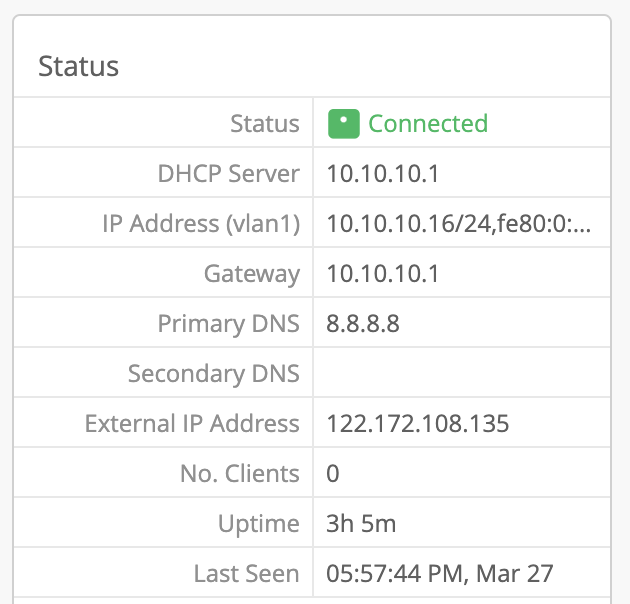 Status
Status Connected
DHCP Server 10.10.10.1
IP Address (vlan1) 10.10.10.16/24,fe80:0:...
Gateway 10.10.10.1
Primary DNS 8.8.8.8
Secondary DNS
External IP Address 122.172.108.135
No. Clients 0
Uptime 3h 5m
Last Seen 05:57:44 PM, Mar 27